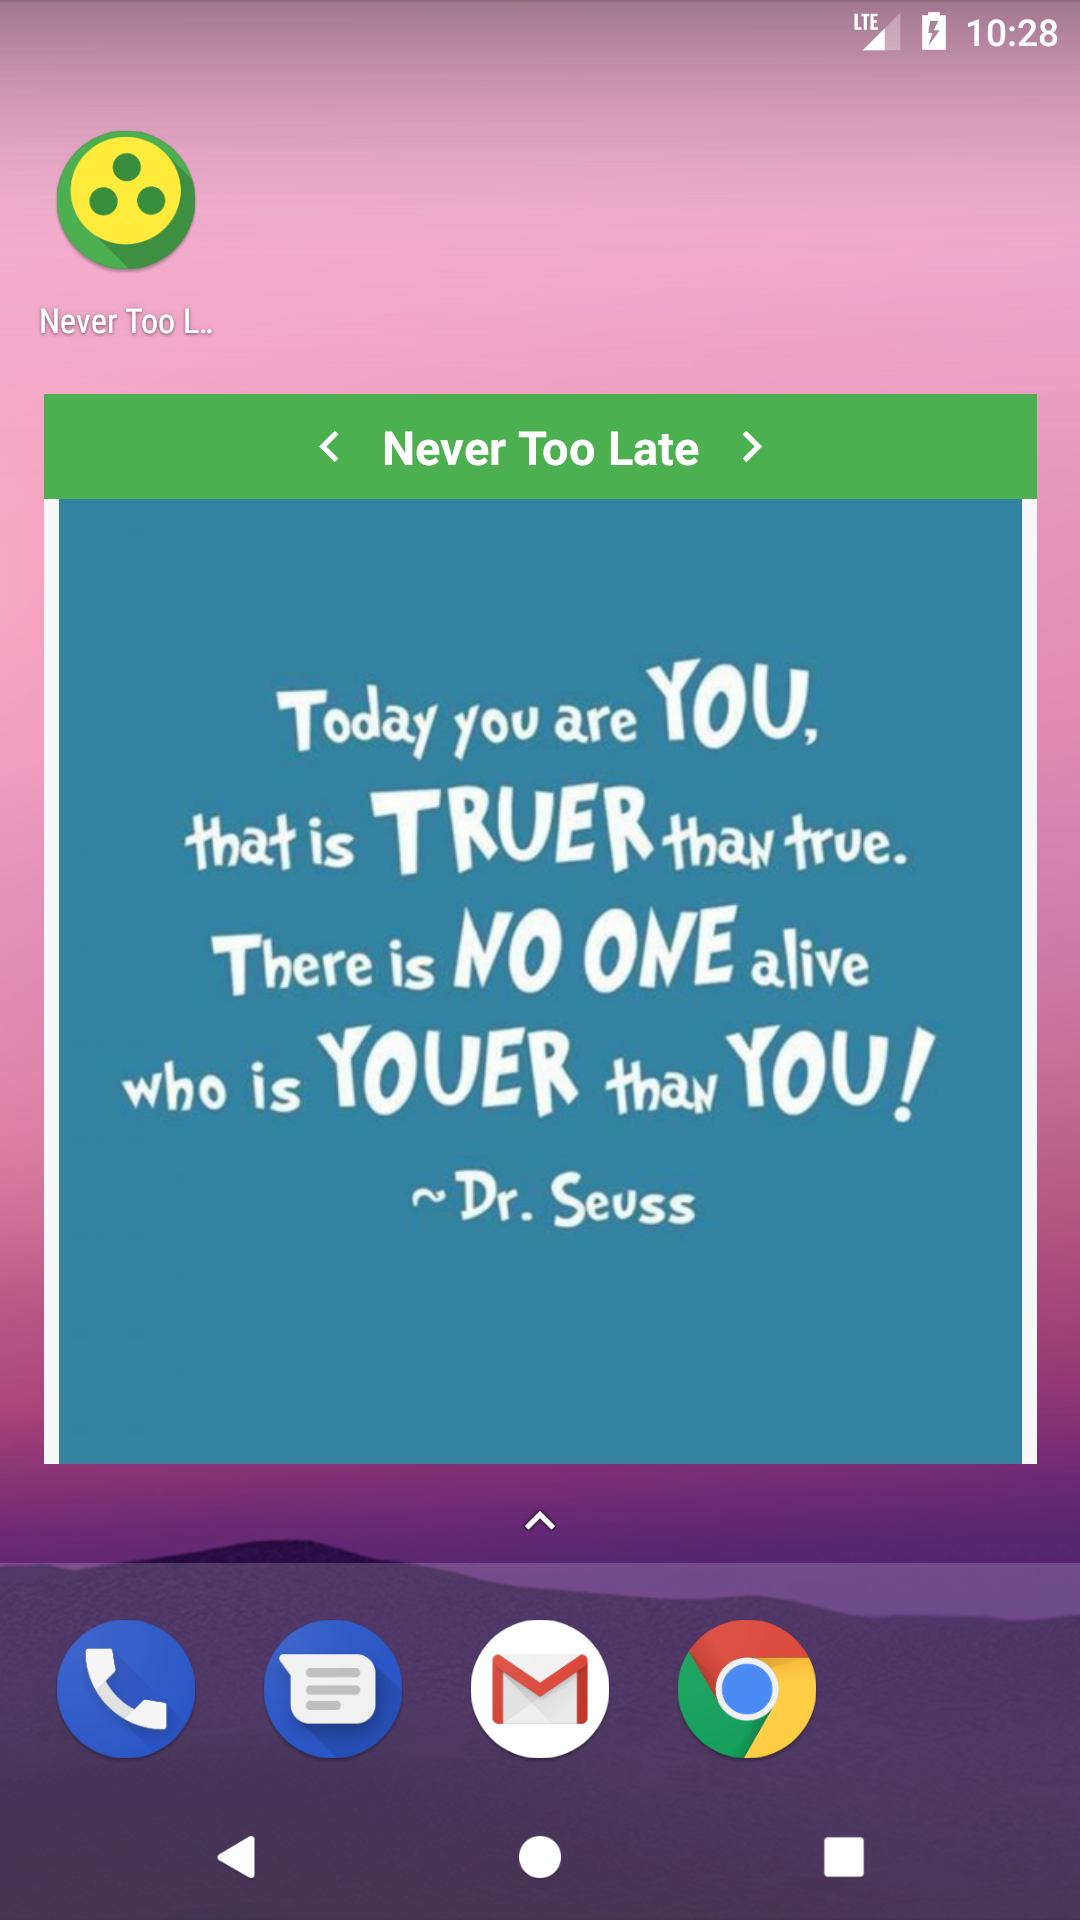 LTE 10:28
Never Too L..
Never Too Late
Today you are YOU,
that is TRUER than true.
There is NO ONE alive
who is YOUER than YOU!
~Dr. Seuss